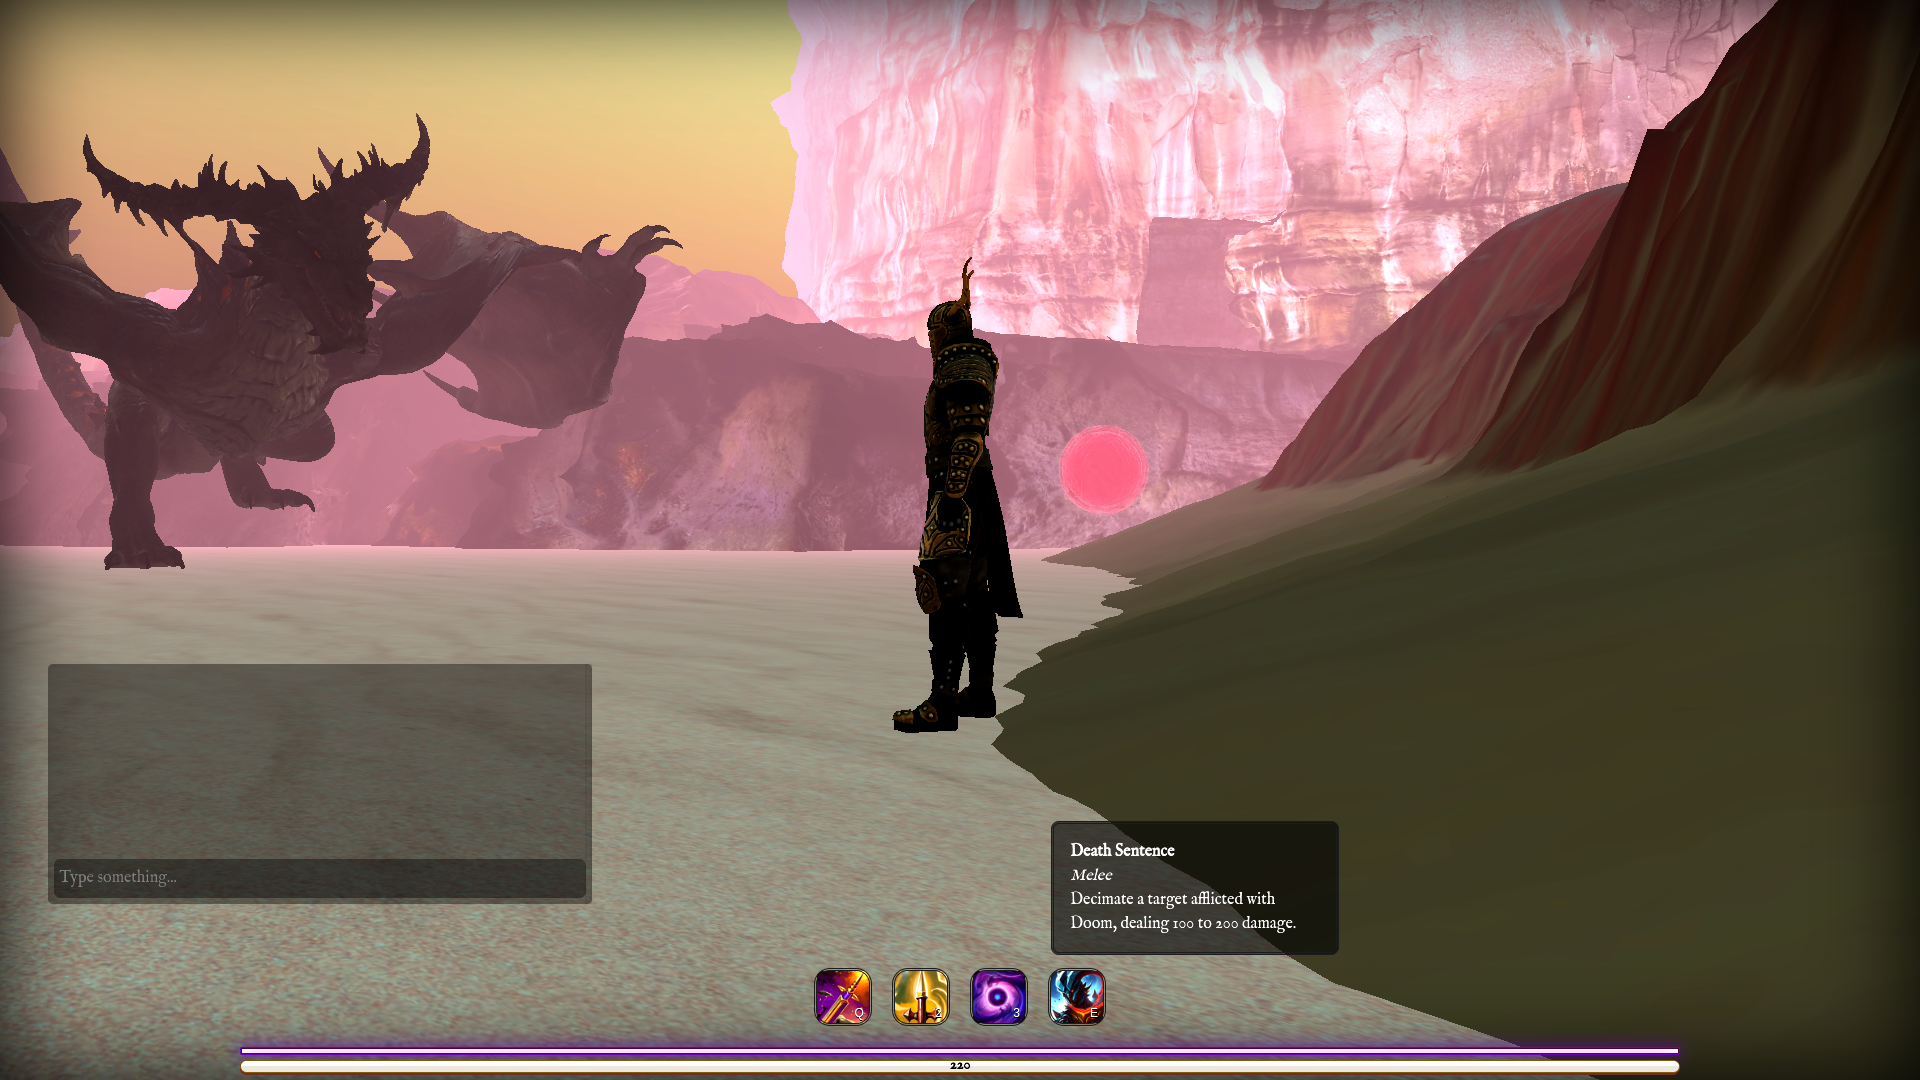 Type something...
Death Sentence
Melee
Decimate a target afflicted with
Doom, dealing 100 to 200 damage.
Q
2
3
E
220